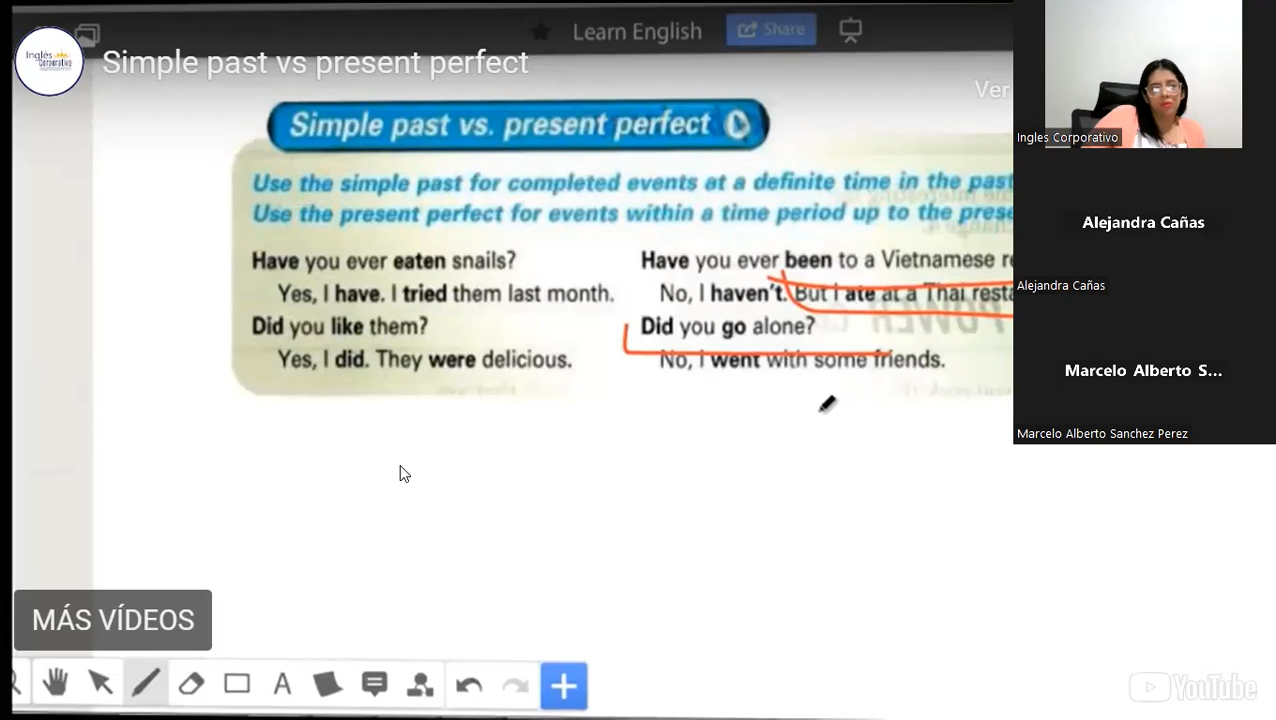 Learn English
Share
Inglés
Corporativo
Simple past vs present perfect
Ver
Simple past vs. present perfect
Use the simple past for completed events at a definite time in the past
Use the present perfect for events within a time period up to the prese
Have you ever eaten snails?
Yes, I have. I tried them last month.
Did you like them?
Yes, I did. They were delicious.
Have you ever been to a Vietnamese re
No, I haven't. But I ate at a Thai resta
Did you go alone?
No, I went with some friends.
Ingles Corporativo
Alejandra Cañas
Alejandra Cañas
Marcelo Alberto S...
Marcelo Alberto Sanchez Perez
MÁS VÍDEOS
A
YouTube